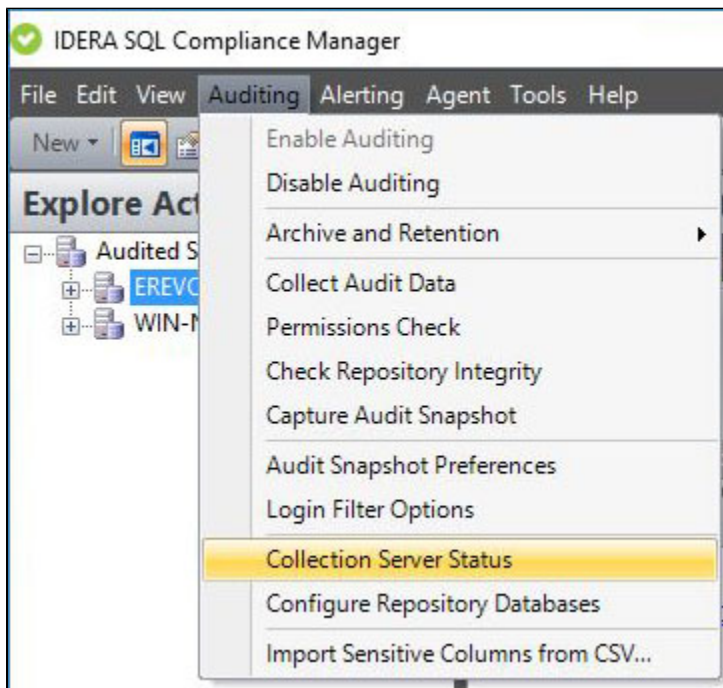 IDERA SQL Compliance Manager
File Edit View Auditing Alerting Agent Tools Help
New
Enable Auditing
Disable Auditing
Explore Act
Archive and Retention
Audited S
Collect Audit Data
EREVO
Permissions Check
WIN-N
Check Repository Integrity
Capture Audit Snapshot
Audit Snapshot Preferences
Login Filter Options
Collection Server Status
Configure Repository Databases
Import Sensitive Columns from CSV...